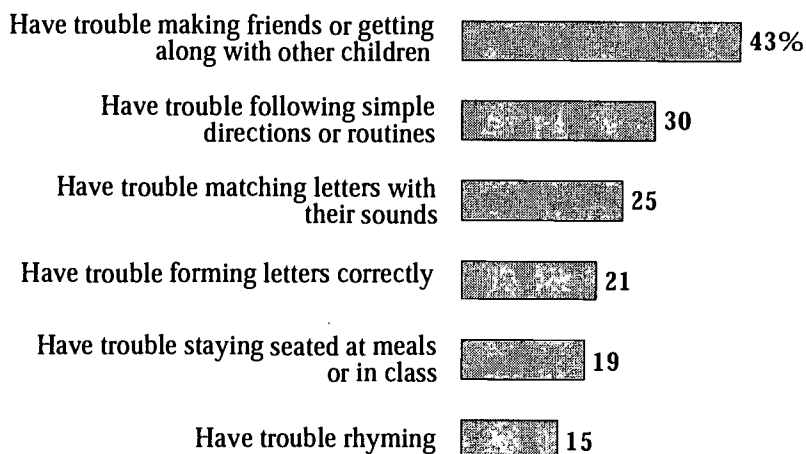 Have trouble making friends or getting
along with other children
43%
Have trouble following simple
directions or routines
30
Have trouble matching letters with
their sounds
25
Have trouble forming letters correctly
21
Have trouble staying seated at meals
or in class
19
Have trouble rhyming
15